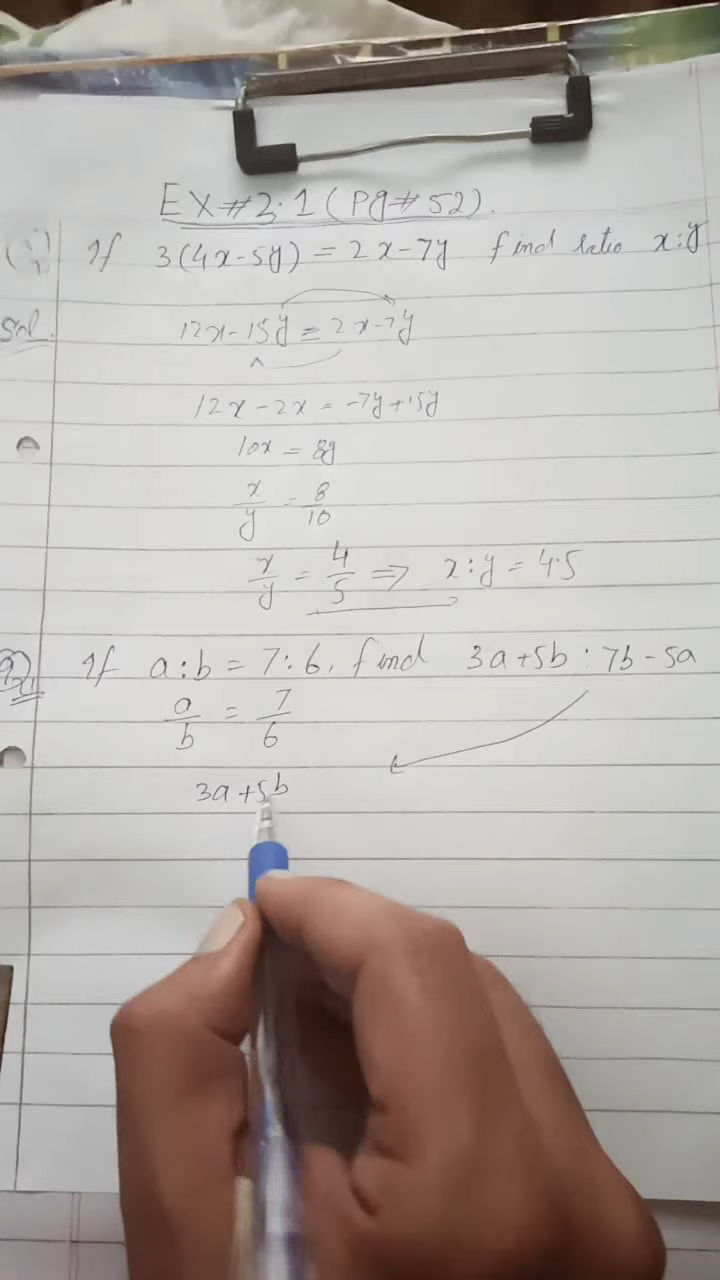 EX#2.1 (Pg#52).
(1) If 3(4x-5y) = 2x-7y find ratio x:y
Sol.
12x-15y = 2x-7y
12x-2x = -7y+15y
10x = 8y
x/y = 8/10
x/y = 4/5 ⇒ x:y = 4:5
If a:b = 7:6, find 3a+5b : 7b-5a
a/b = 7/6
3a+5b